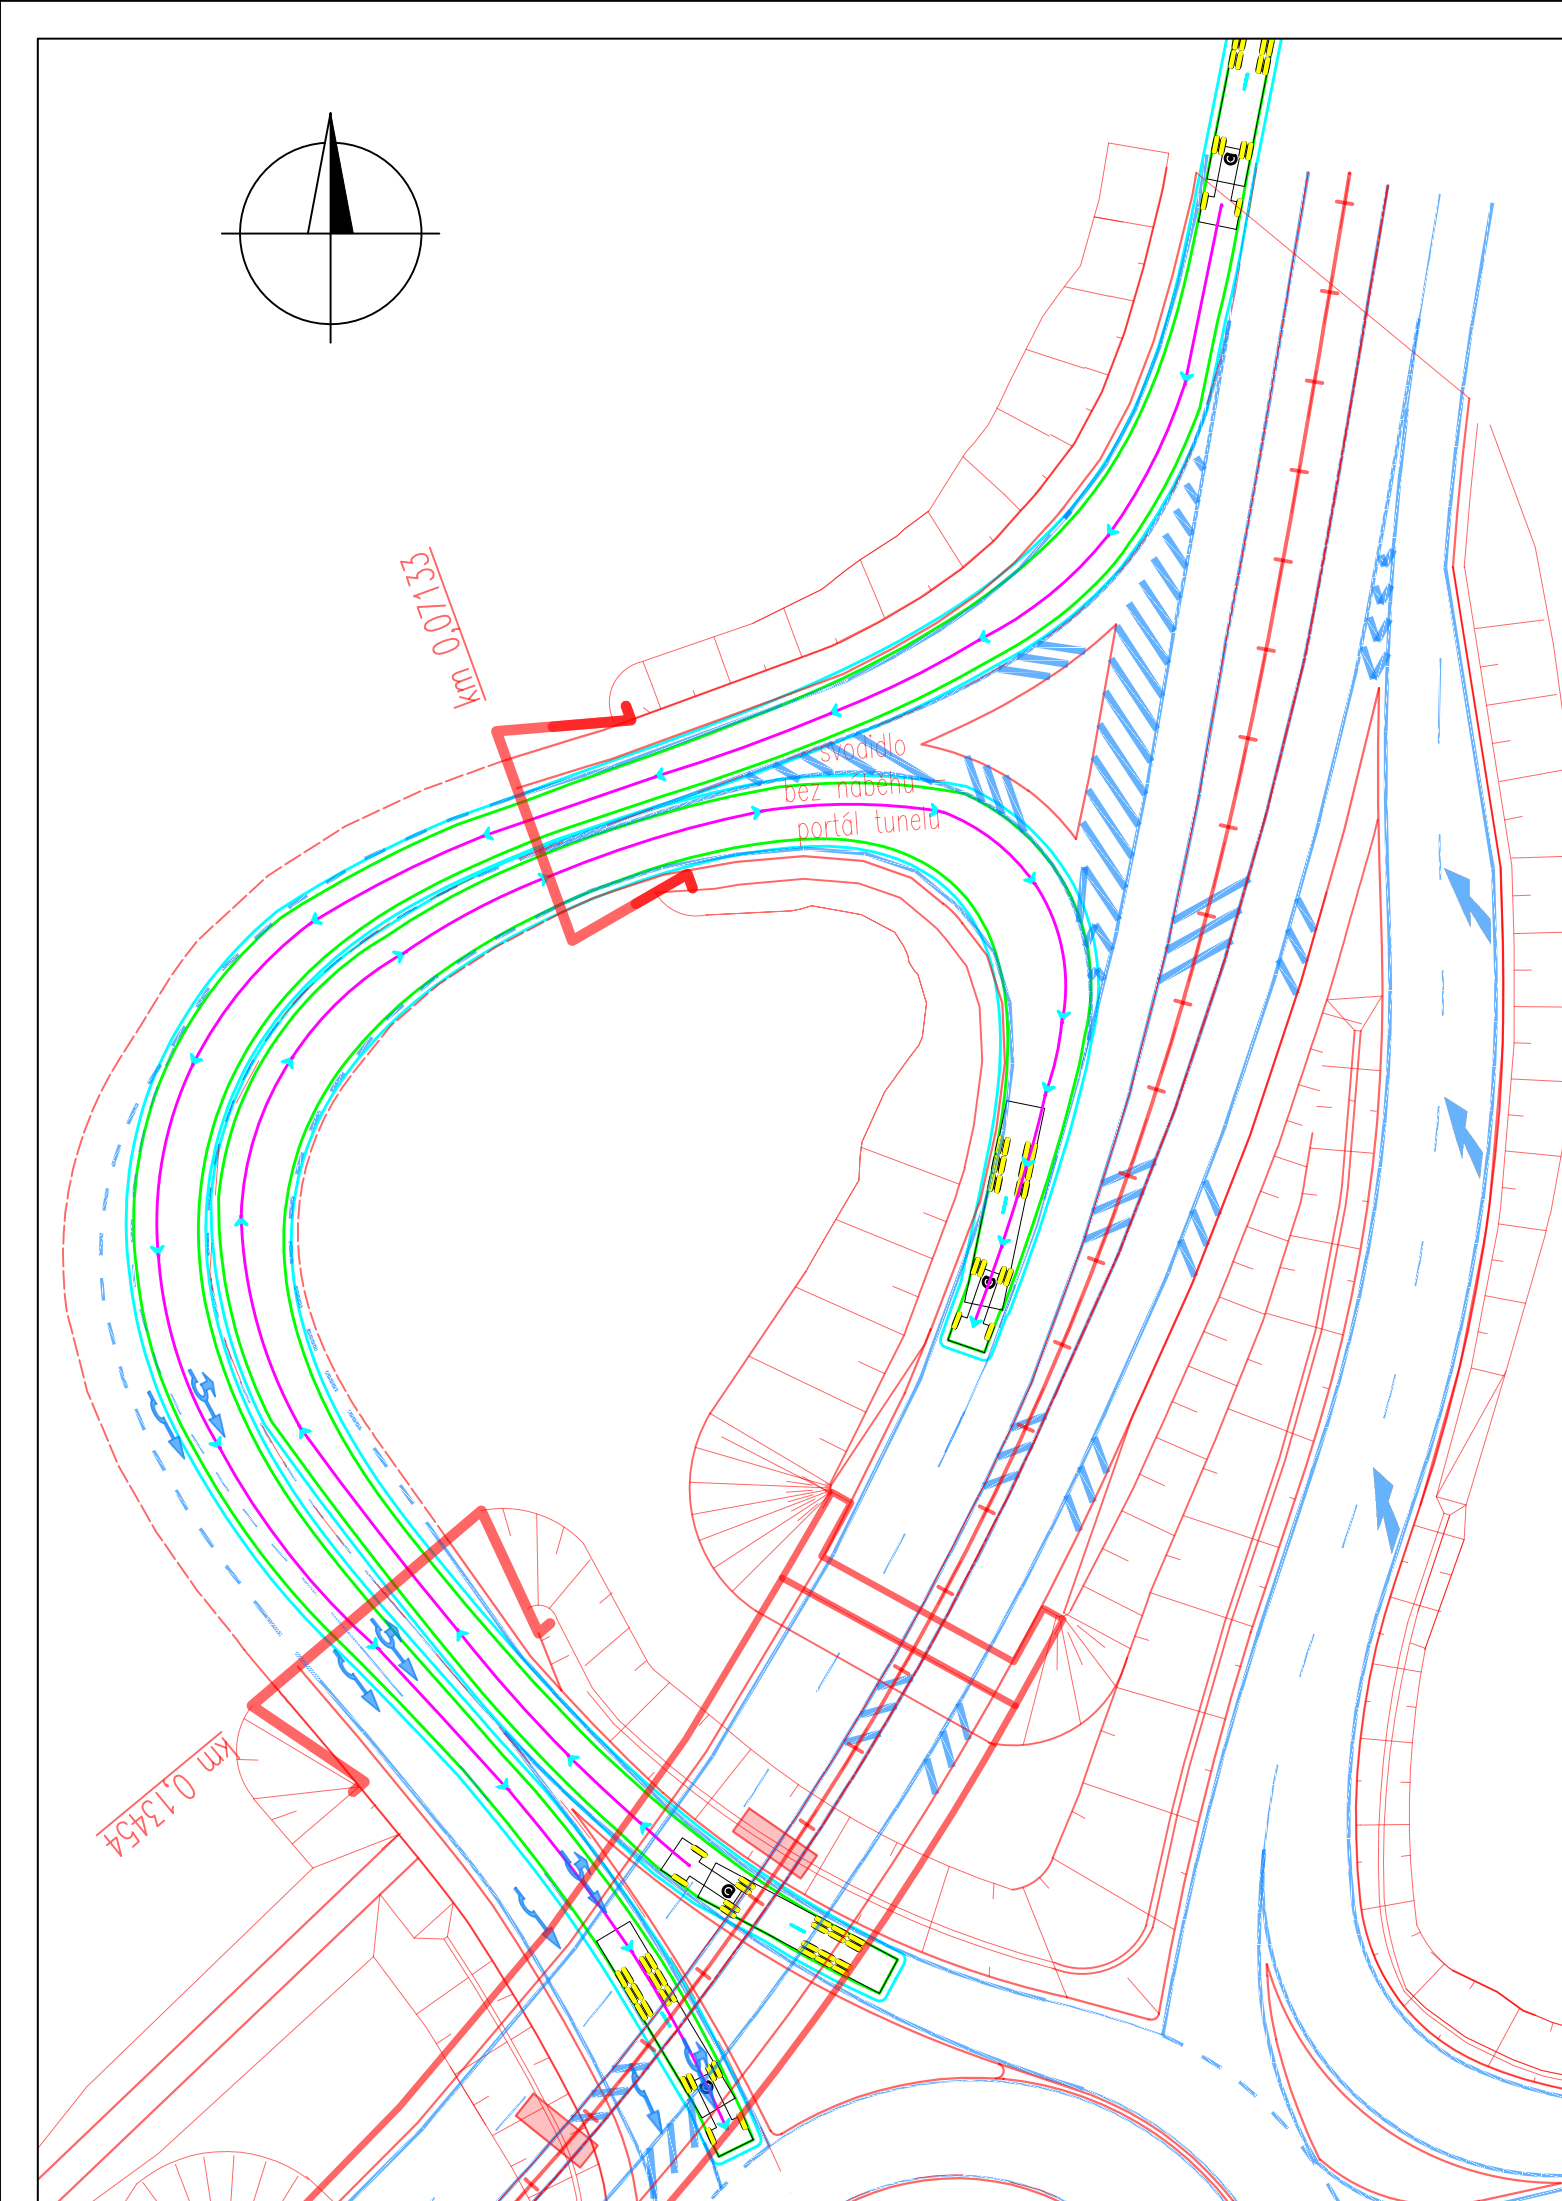 km 0,07133
svodidlo
bez náběhu
portál tunelu
km 0,13454